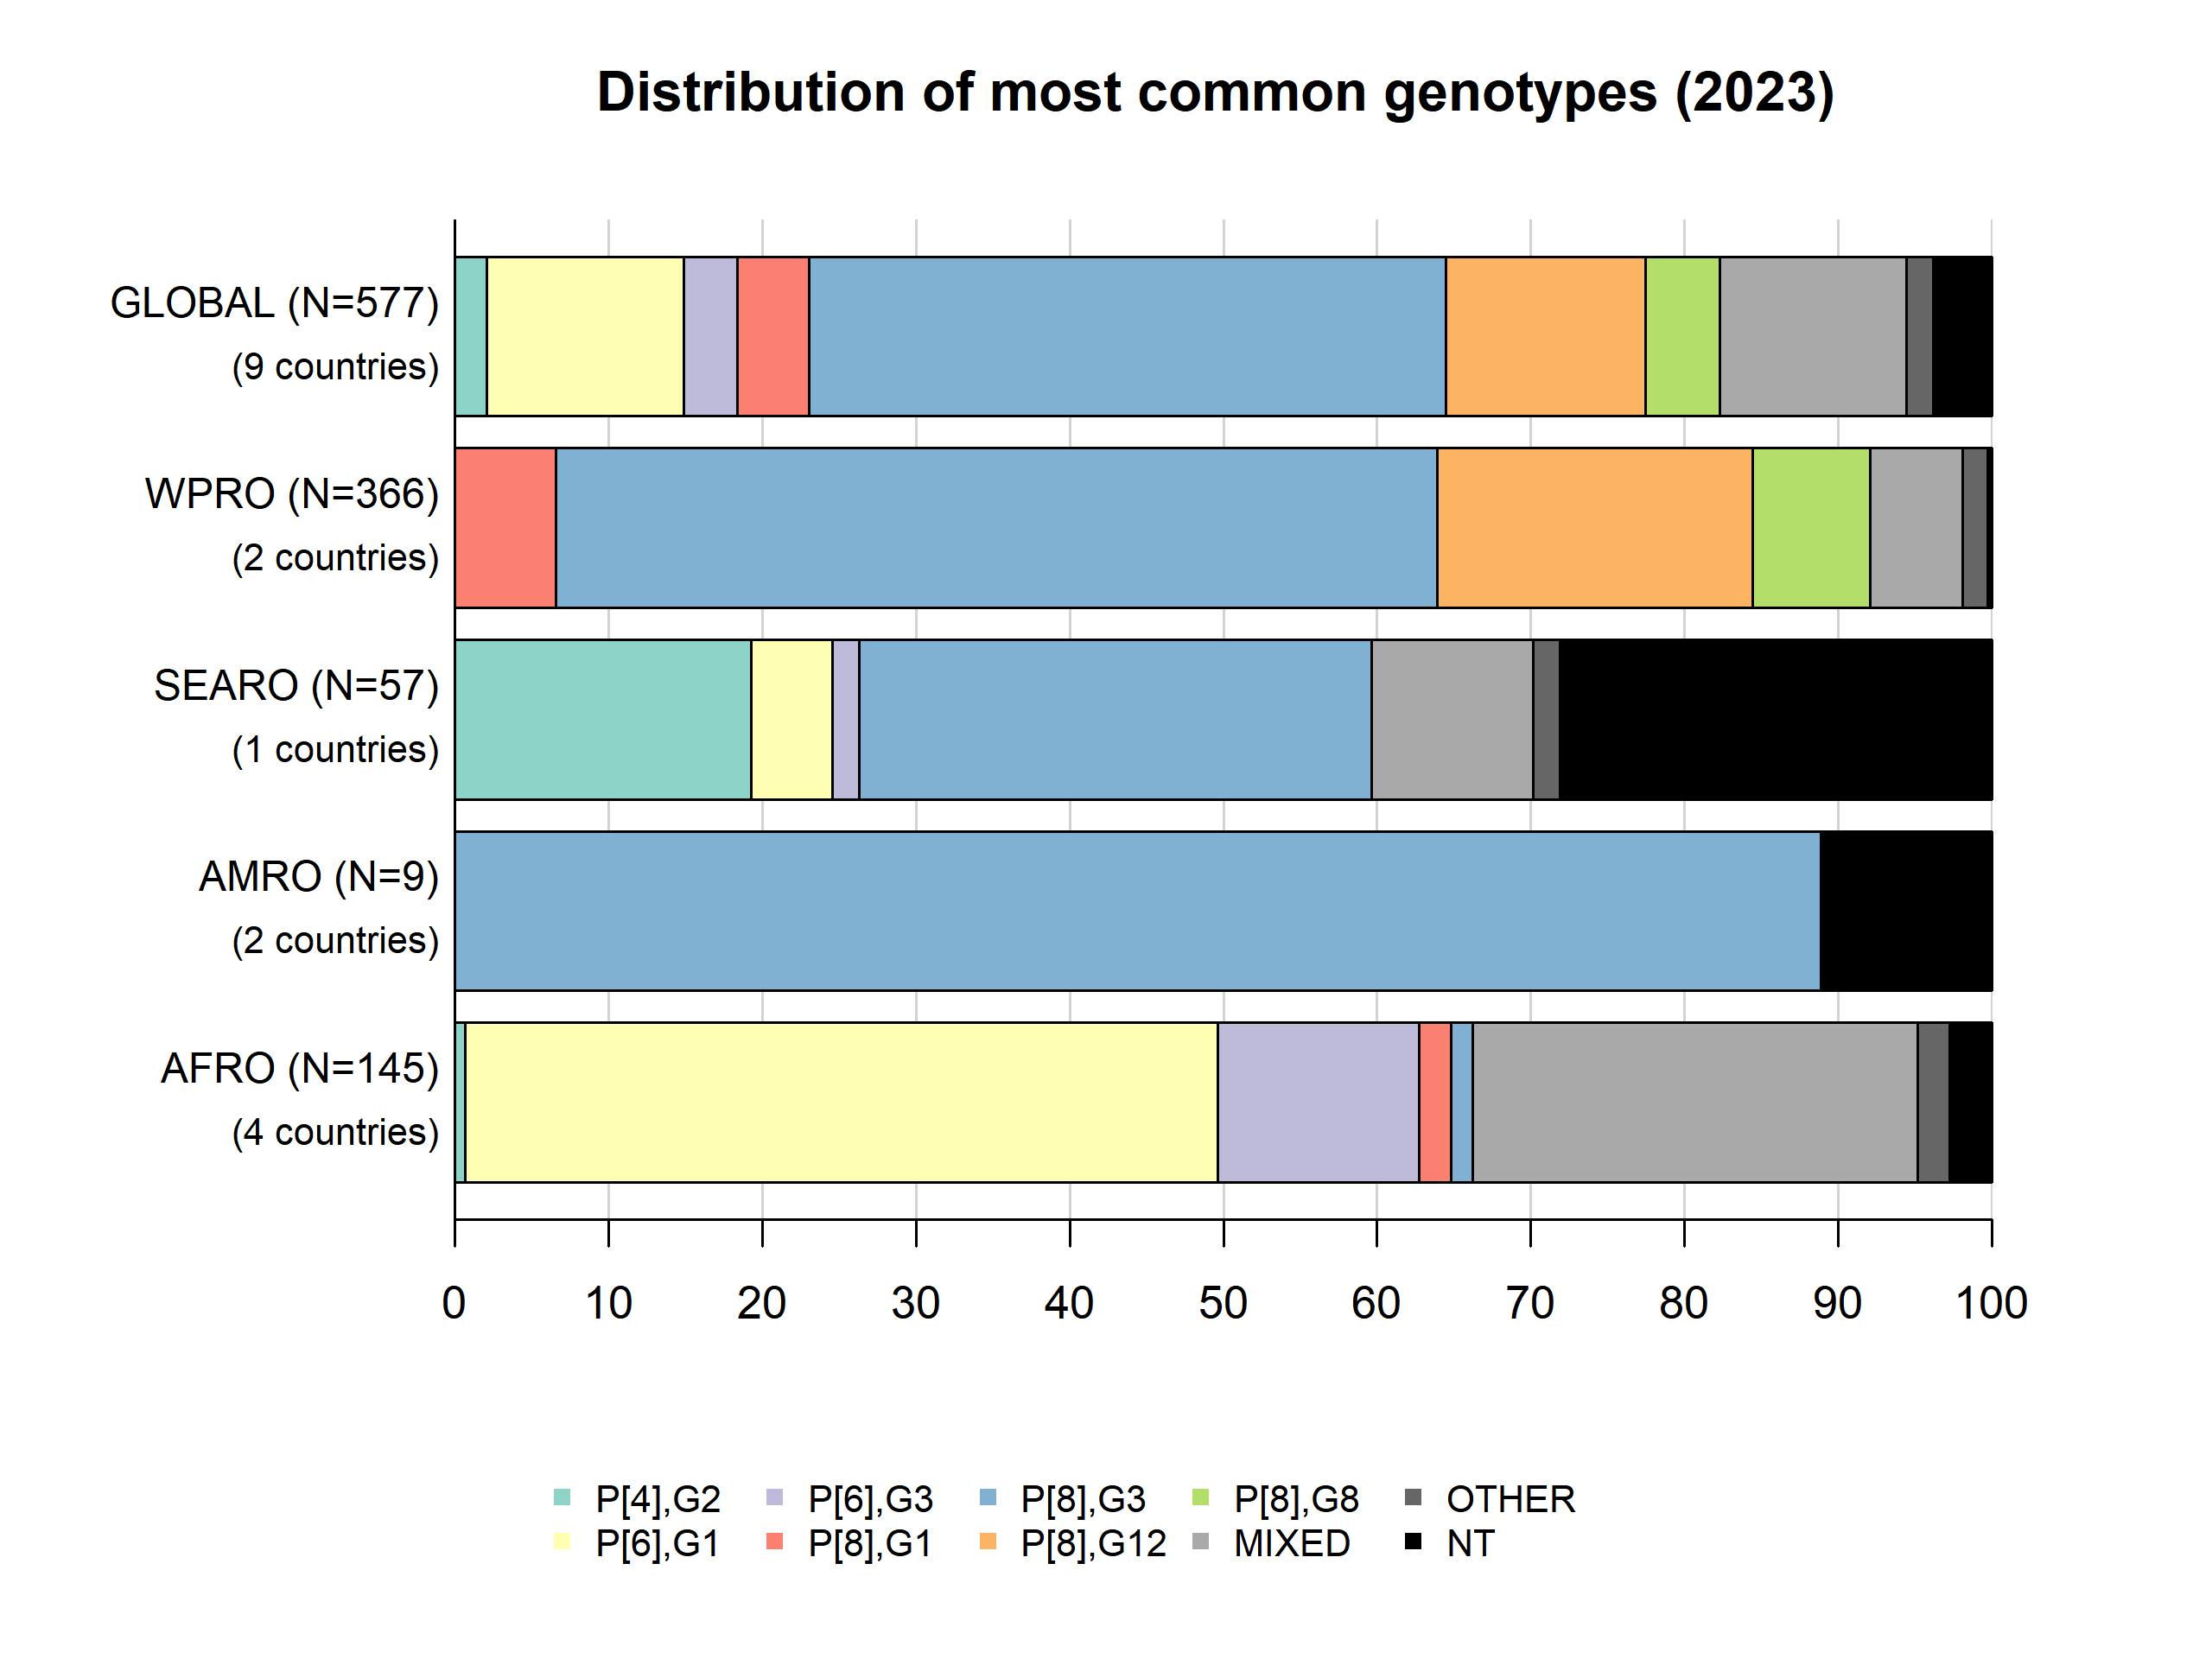 Distribution of most common genotypes (2023)
GLOBAL (N=577)
(9 countries)
WPRO (N=366)
(2 countries)
SEARO (N=57)
(1 countries)
AMRO (N=9)
(2 countries)
AFRO (N=145)
(4 countries)
0 10 20 30 40 50 60 70 80 90 100
P[4],G2 P[6],G3 P[8],G3 P[8],G8 OTHER
P[6],G1 P[8],G1 P[8],G12 MIXED NT